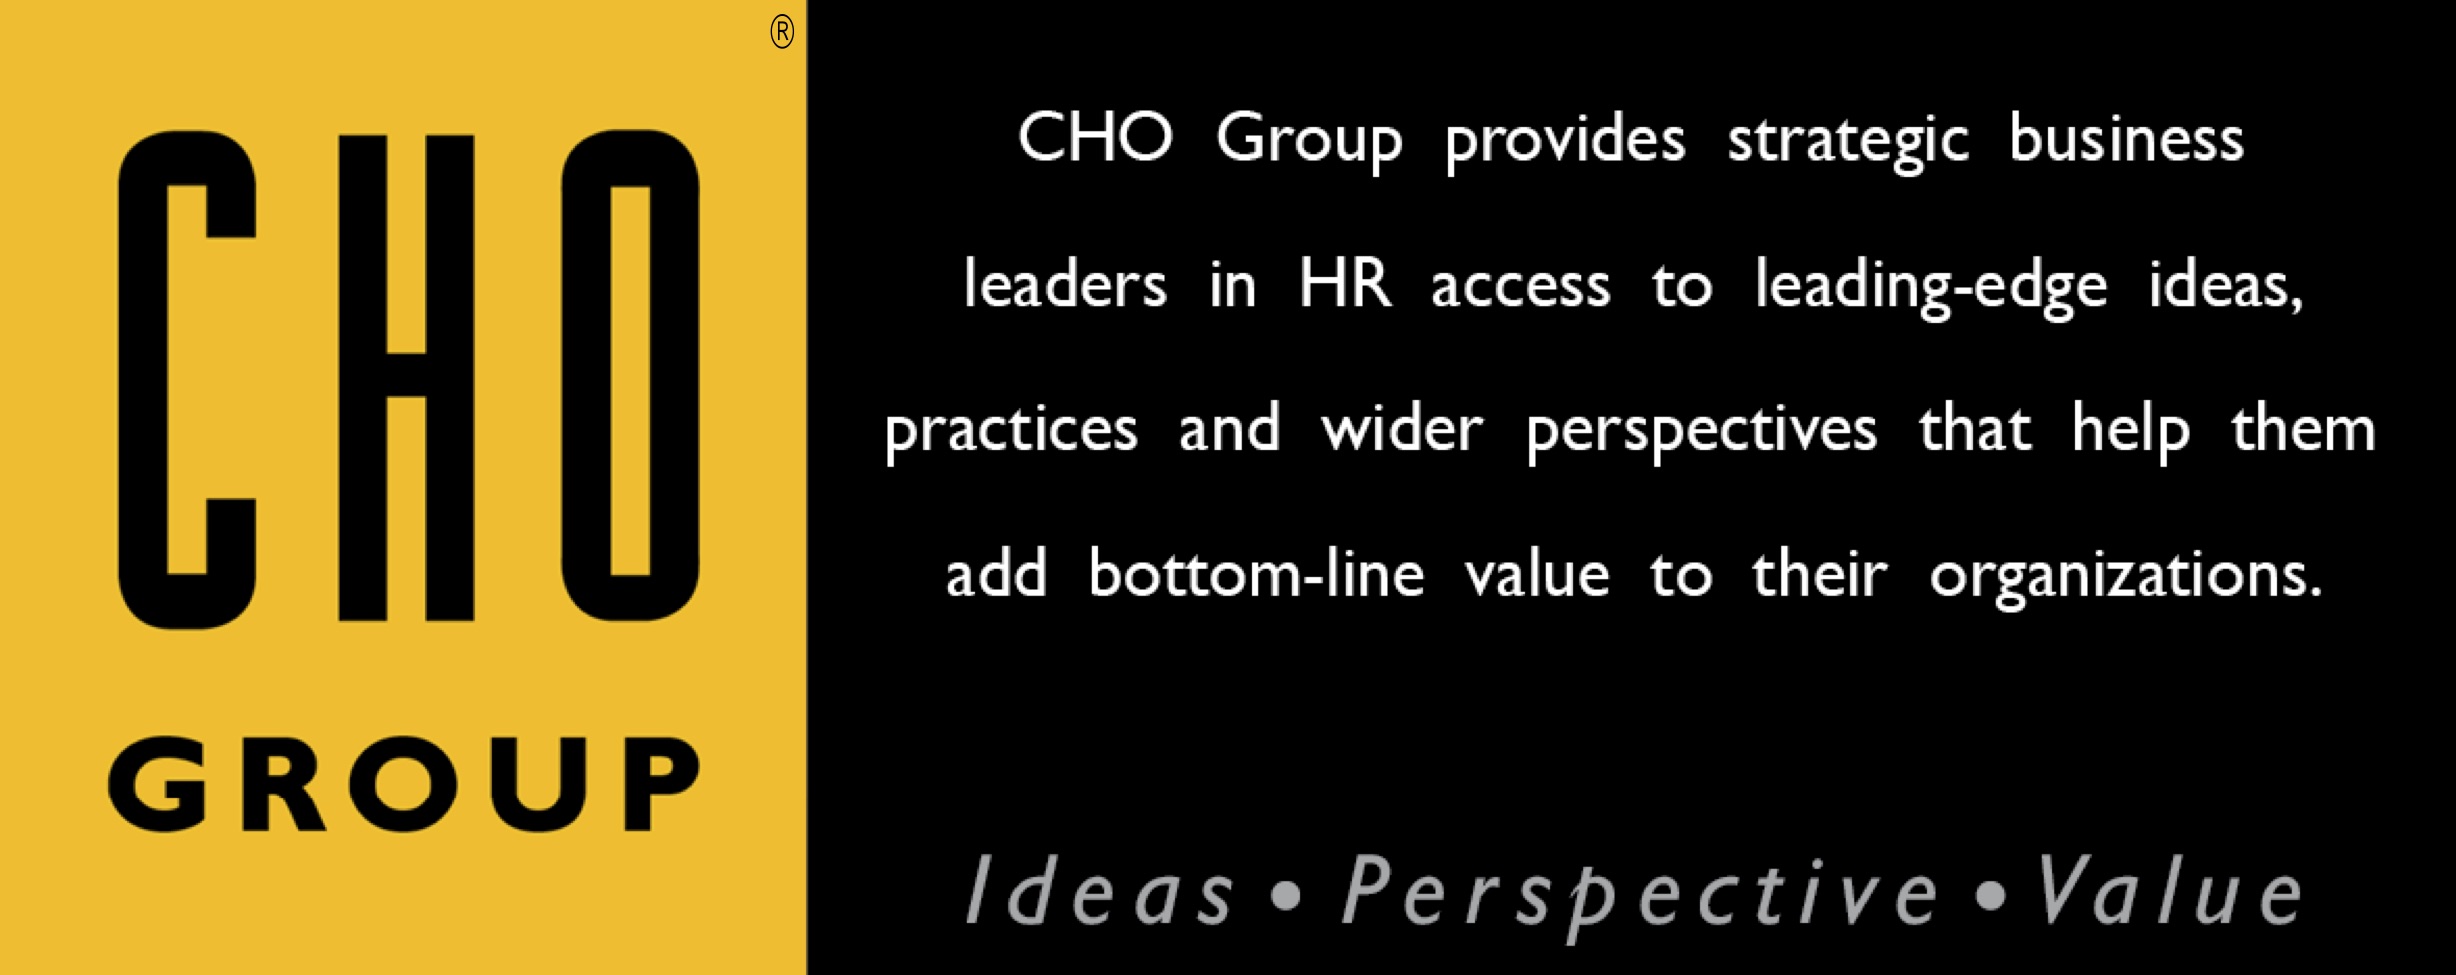 CHO
GROUP
®
CHO Group provides strategic business
leaders in HR access to leading-edge ideas,
practices and wider perspectives that help them
add bottom-line value to their organizations.
Ideas • Perspective • Value